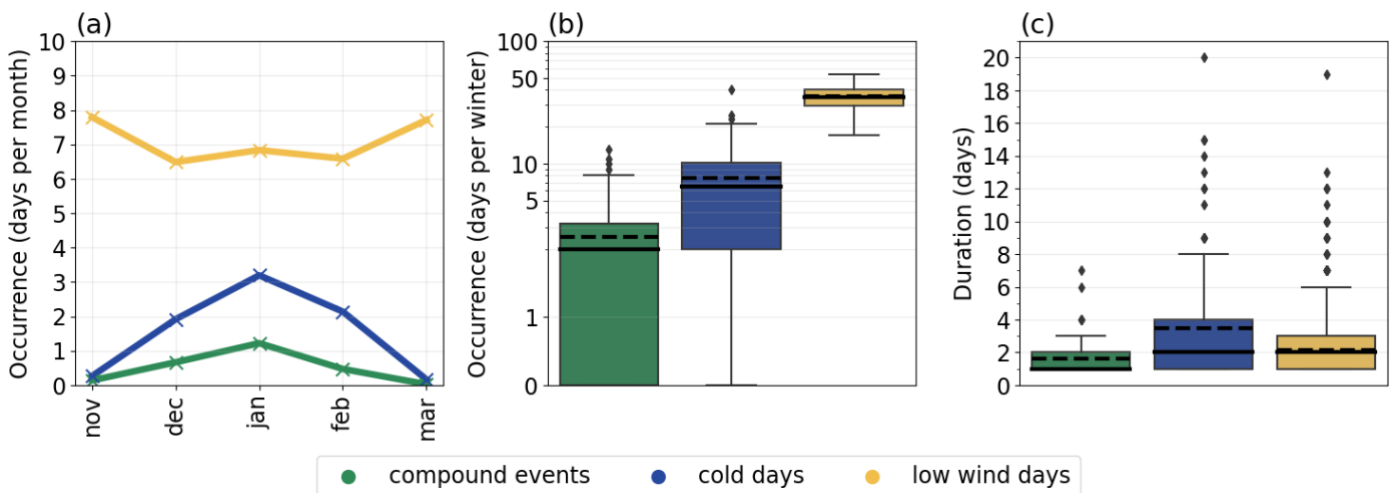 (a)
Occurrence (days per month)
10
9
8
7
6
5
4
3
2
1
0
nov
dec
jan
feb
mar
(b)
Occurrence (days per winter)
100
50
10
5
1
0
(c)
Duration (days)
20
18
16
14
12
10
8
6
4
2
0
compound events
cold days
low wind days